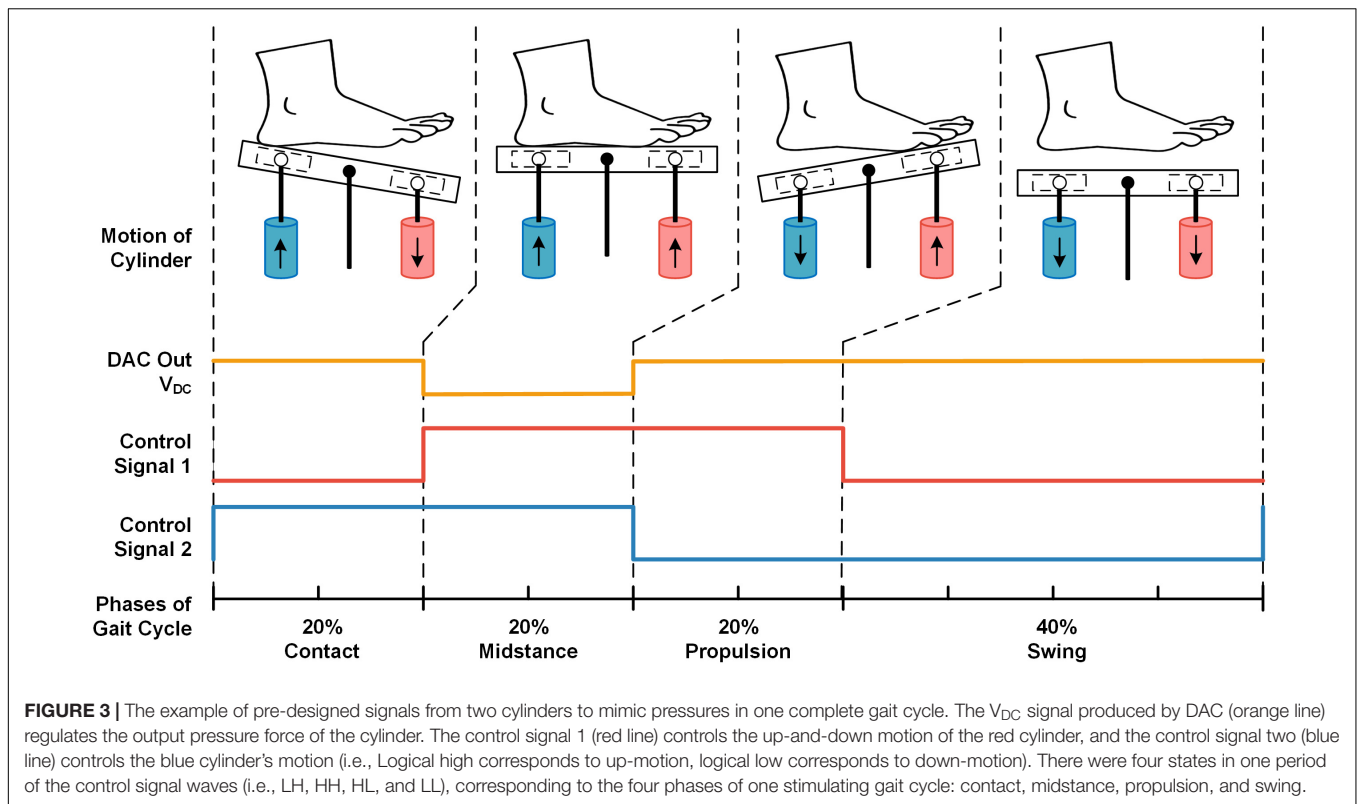 Motion of
Cylinder
DAC Out
VDC
Control
Signal 1
Control
Signal 2
Phases of
Gait Cycle
20%
Contact
20%
Midstance
20%
Propulsion
40%
Swing
FIGURE 3 | The example of pre-designed signals from two cylinders to mimic pressures in one complete gait cycle. The VDC signal produced by DAC (orange line)
regulates the output pressure force of the cylinder. The control signal 1 (red line) controls the up-and-down motion of the red cylinder, and the control signal two (blue
line) controls the blue cylinder's motion (i.e., Logical high corresponds to up-motion, logical low corresponds to down-motion). There were four states in one period
of the control signal waves (i.e., LH, HH, HL, and LL), corresponding to the four phases of one stimulating gait cycle: contact, midstance, propulsion, and swing.